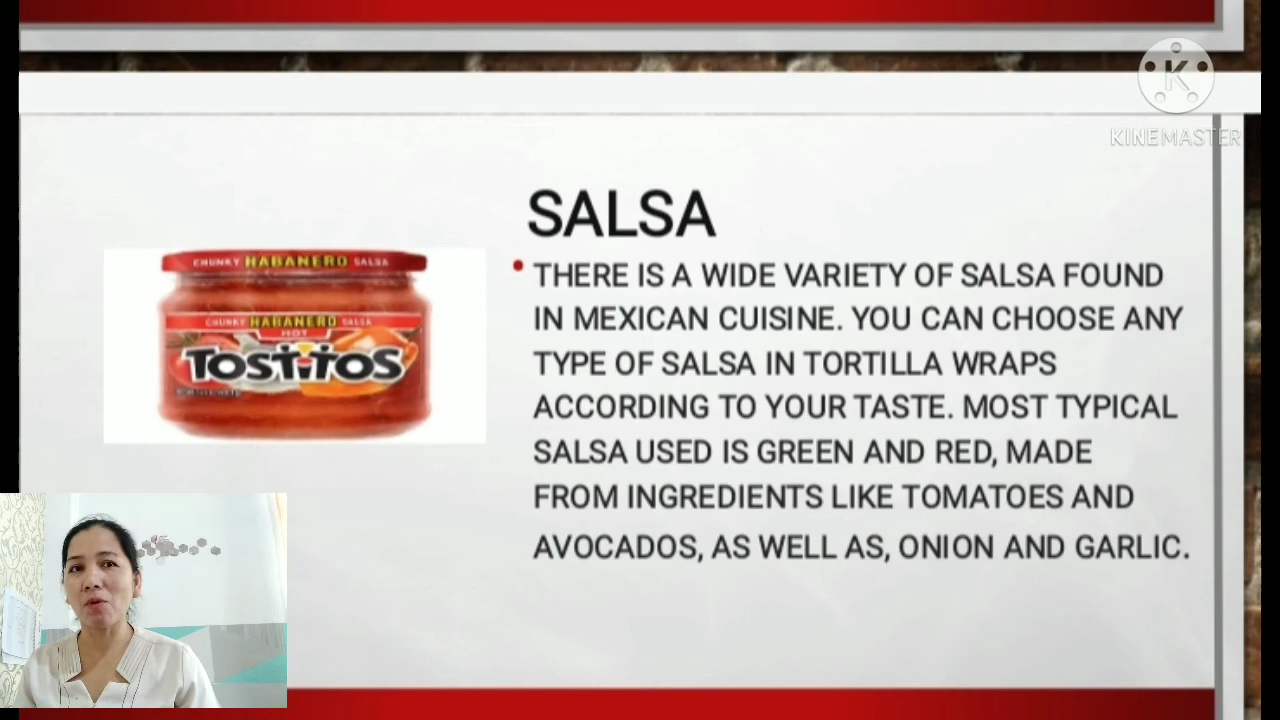 KINEMASTER
SALSA
THERE IS A WIDE VARIETY OF SALSA FOUND
IN MEXICAN CUISINE. YOU CAN CHOOSE ANY
TYPE OF SALSA IN TORTILLA WRAPS
ACCORDING TO YOUR TASTE. MOST TYPICAL
SALSA USED IS GREEN AND RED, MADE
FROM INGREDIENTS LIKE TOMATOES AND
AVOCADOS, AS WELL AS, ONION AND GARLIC.
CHUNKY HABANERO SALSA
CHUNKY HABANERO SALSA
HOT
TOSTITOS